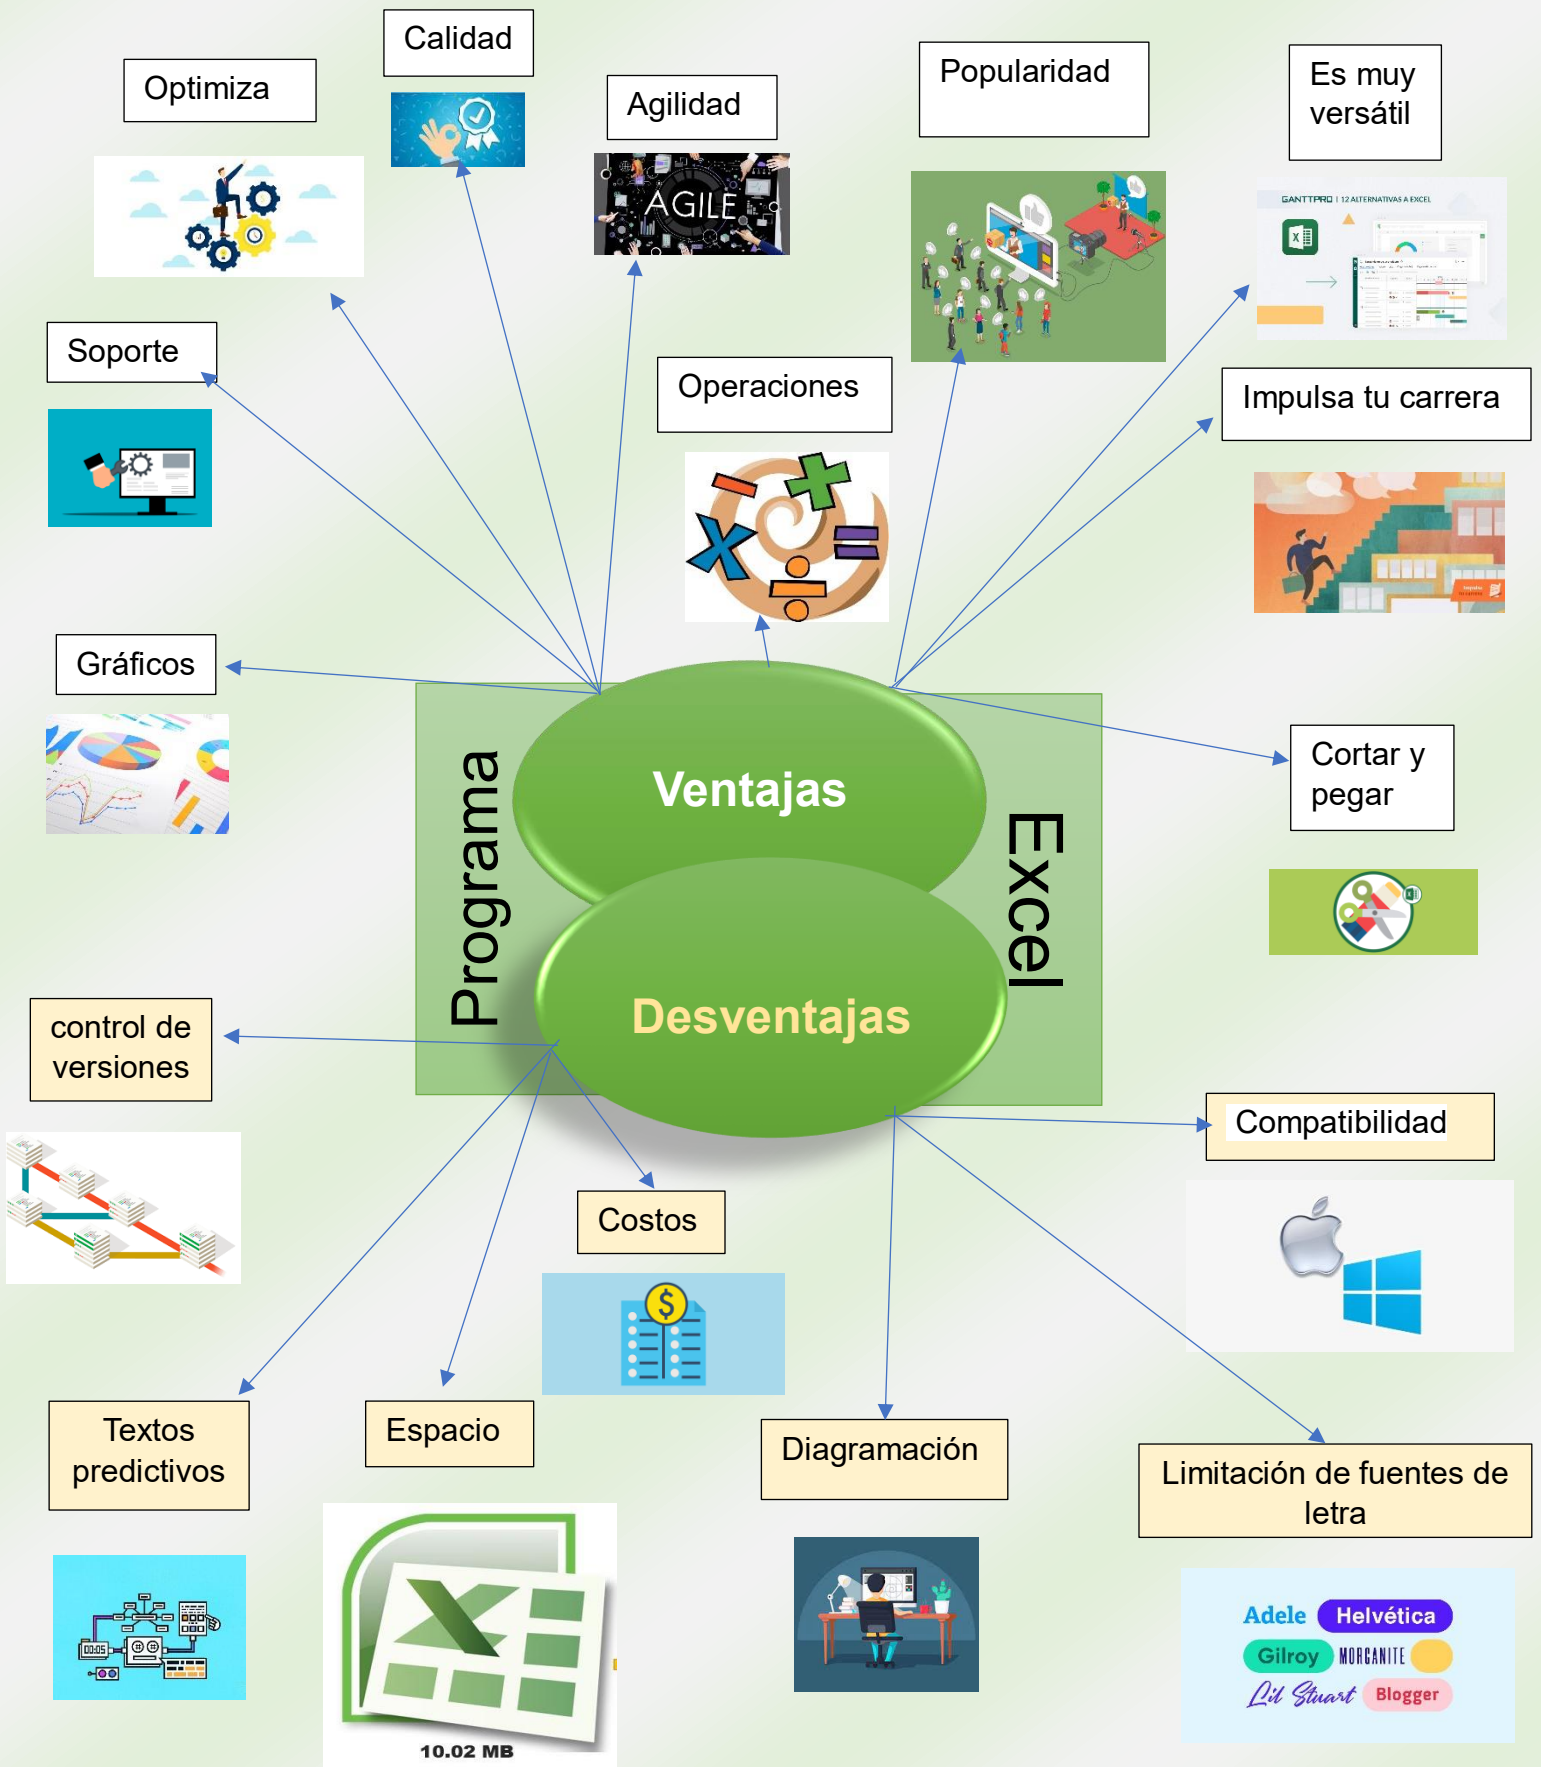 Calidad
Optimiza
Agilidad
Popularidad
Es muy
versátil
AGILE
GANTTPRO | 12 ALTERNATIVAS A EXCEL
Soporte
Operaciones
Impulsa tu carrera
Gráficos
Programa
Ventajas
Excel
Cortar y
pegar
Desventajas
control de
versiones
Compatibilidad
Costos
$
Textos
predictivos
Espacio
Diagramación
Limitación de fuentes de
letra
00:05
10.02 MB
Adele Helvética
Gilroy MORGANITE
Lil Stuart Blogger